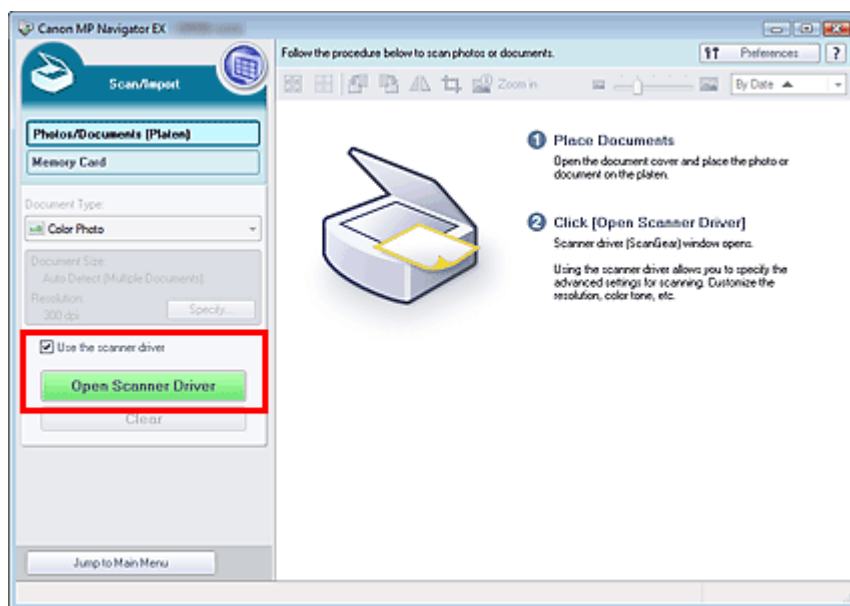 Canon MP Navigator EX
Scan/Import
Photos/Documents (Platen)
Memory Card
Document Type:
Color Photo
Document Size:
Auto Detect (Multiple Documents)
Resolution:
300 dpi
Specify...
Use the scanner driver
Open Scanner Driver
Clear
Jump to Main Menu
Follow the procedure below to scan photos or documents.
Preferences
?
Zoom in
By Date
1 Place Documents
Open the document cover and place the photo or
document on the platen.
2 Click [Open Scanner Driver]
Scanner driver (ScanGear) window opens.
Using the scanner driver allows you to specify the
advanced settings for scanning. Customize the
resolution, color tone, etc.